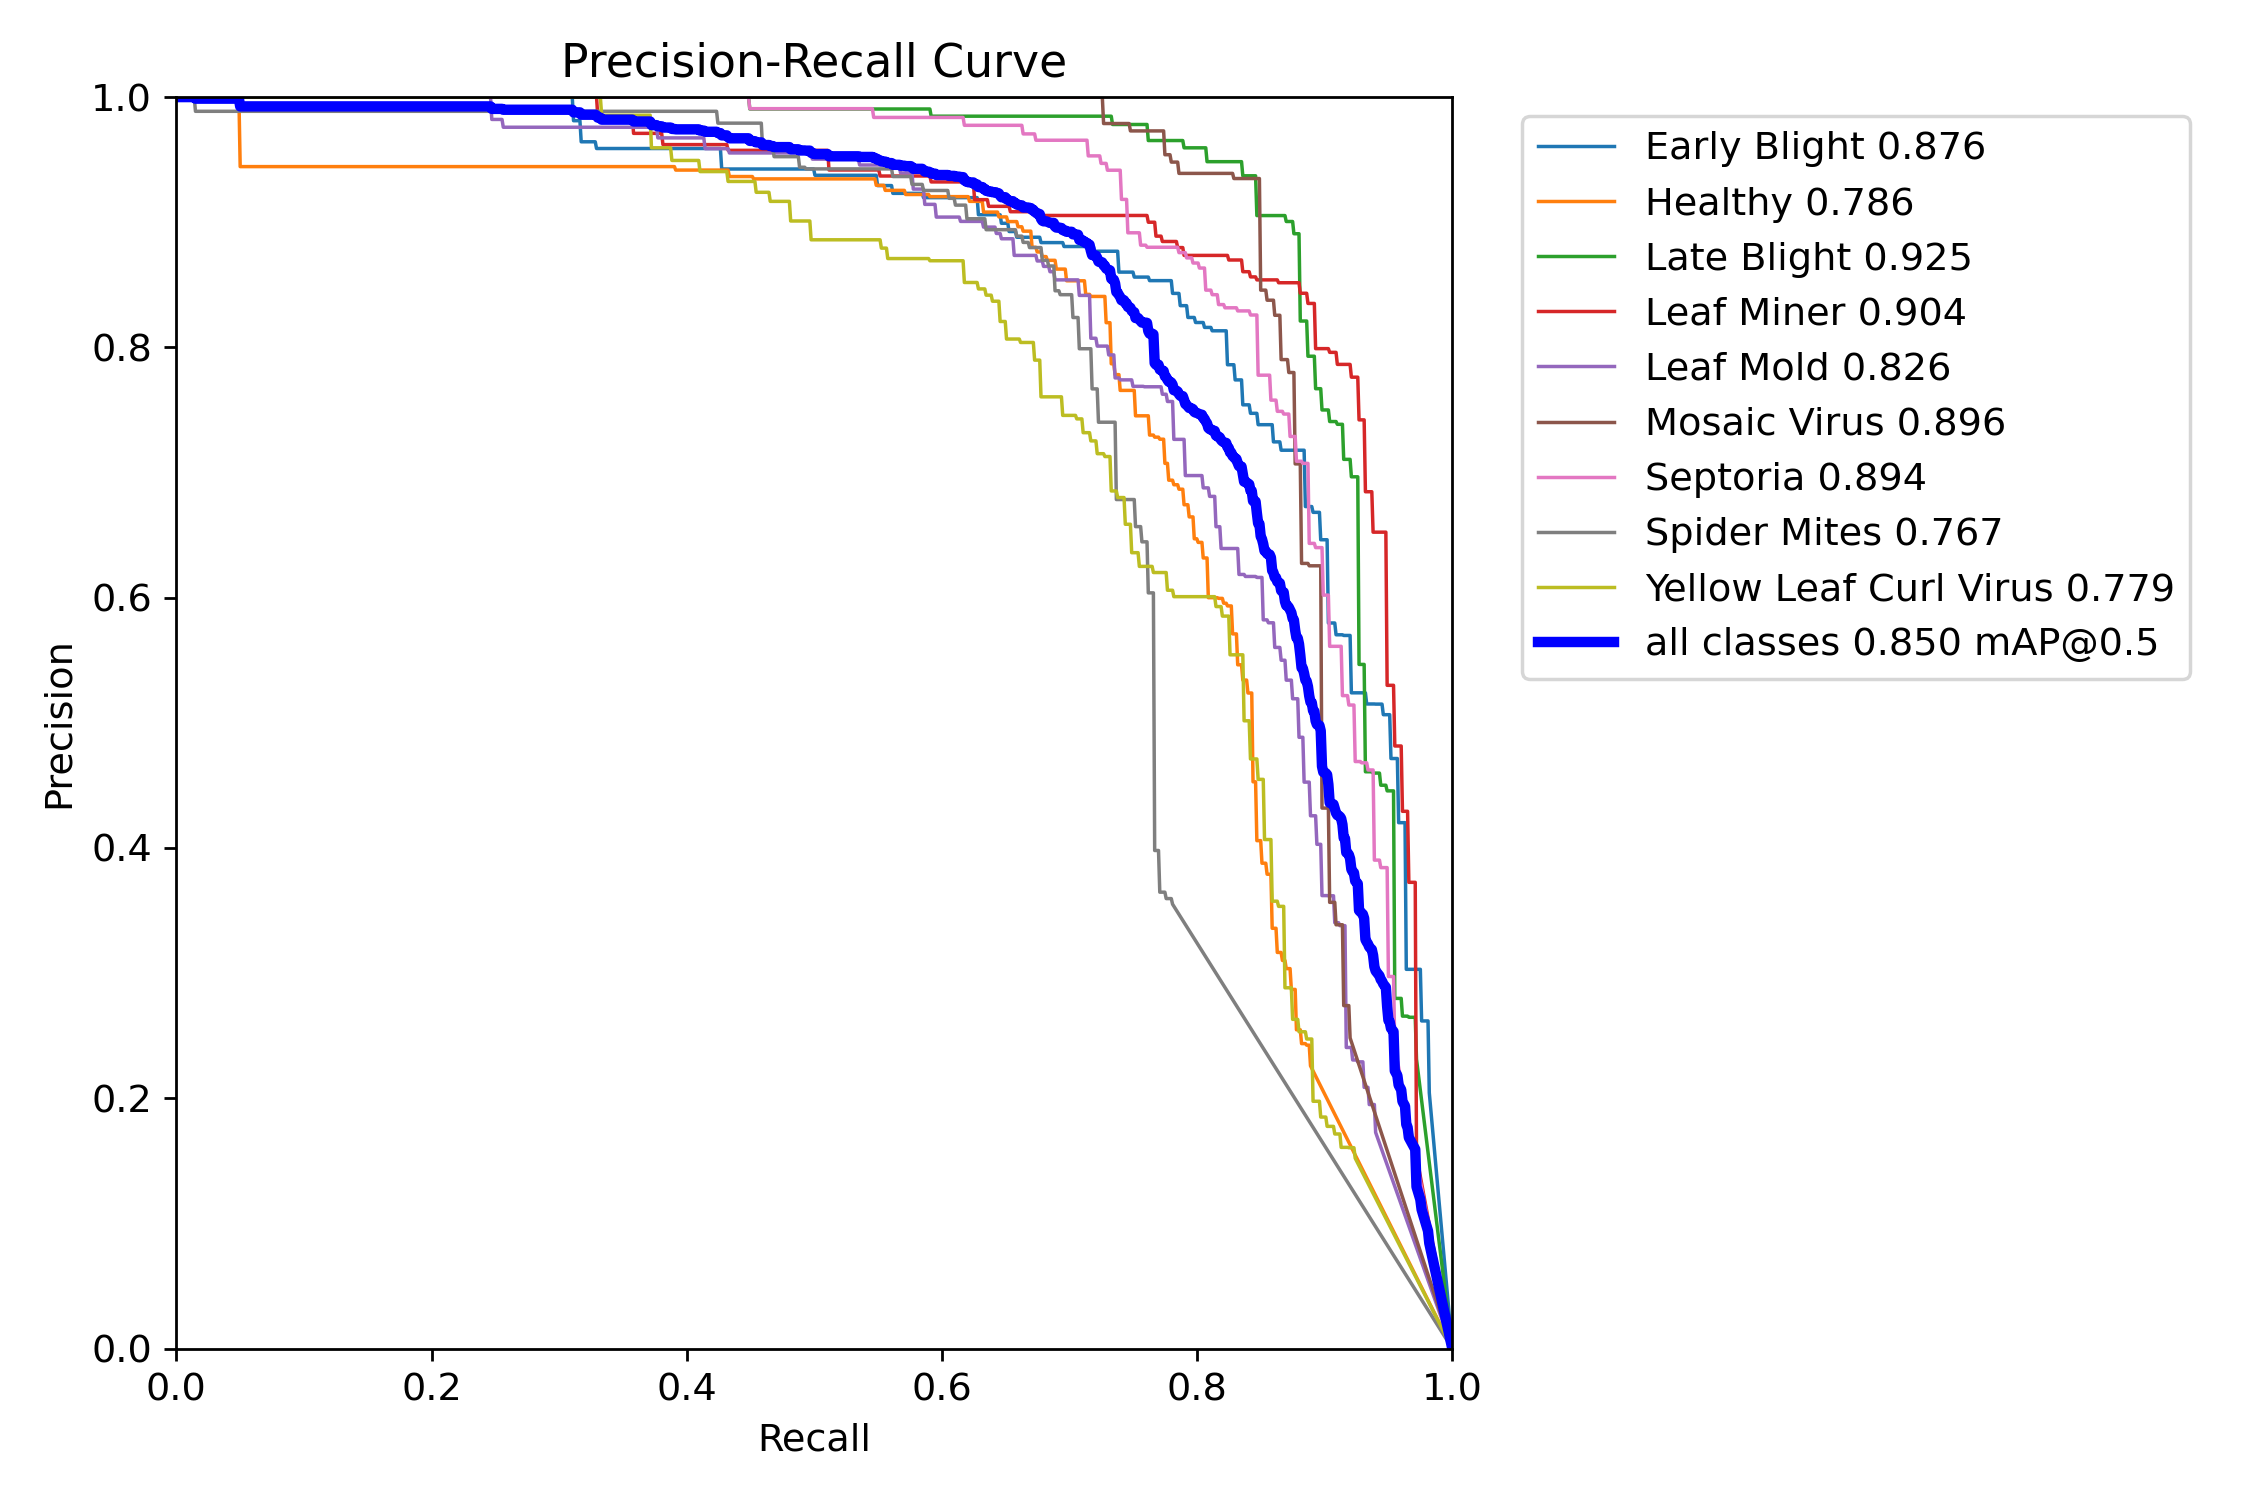 Precision-Recall Curve
1.0
0.8
0.6
0.4
0.2
0.0
Precision
0.0 0.2 0.4 0.6 0.8 1.0
Recall
Early Blight 0.876
Healthy 0.786
Late Blight 0.925
Leaf Miner 0.904
Leaf Mold 0.826
Mosaic Virus 0.896
Septoria 0.894
Spider Mites 0.767
Yellow Leaf Curl Virus 0.779
all classes 0.850 mAP@0.5